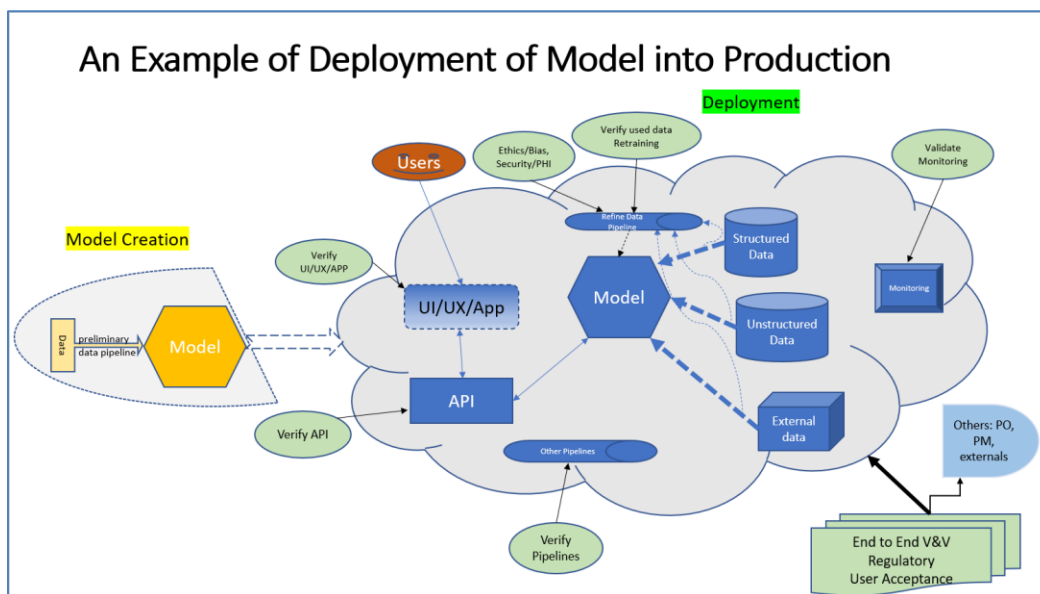 An Example of Deployment of Model into Production
Deployment
Verify used data
Retraining
Ethics/Bias,
Security/PHI
Users
Validate
Monitoring
Refine Data
Pipeline
Structured
Data
Model Creation
Verify
UI/UX/APP
UI/UX/App
Model
Monitoring
Unstructured
Data
Data
preliminary
data pipeline
Model
API
External
data
Verify API
Other Pipelines
Others: PO,
PM,
externals
Verify
Pipelines
End to End V&V
Regulatory
User Acceptance